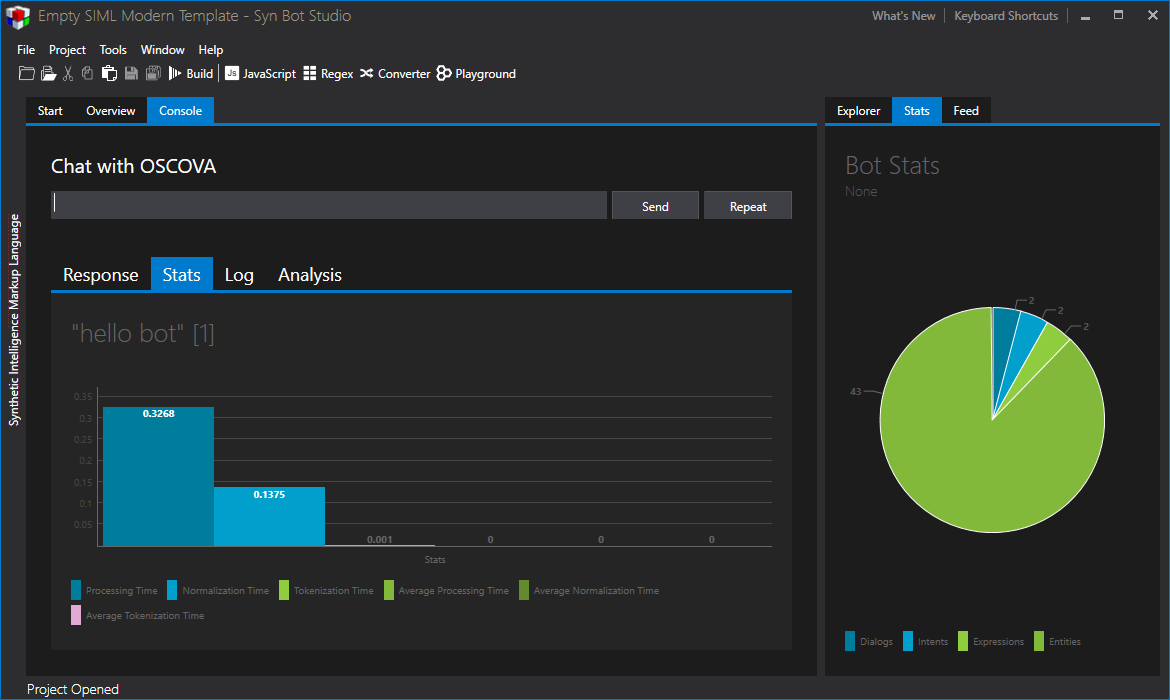 Empty SIML Modern Template - Syn Bot Studio
What's New
Keyboard Shortcuts
File Project Tools Window Help
Build
JS JavaScript
Regex
Converter
Playground
Synthetic Intelligence Markup Language
Start Overview Console
Chat with OSCOVA
Send
Repeat
Response Stats Log Analysis
"hello bot" [1]
0.35
0.3
0.25
0.2
0.15
0.1
0.05
0.3268
0.1375
0.001
0
0
0
Stats
Processing Time Normalization Time Tokenization Time Average Processing Time Average Normalization Time
Average Tokenization Time
Explorer Stats Feed
Bot Stats
None
2
2
2
43
Dialogs Intents Expressions Entities
Project Opened